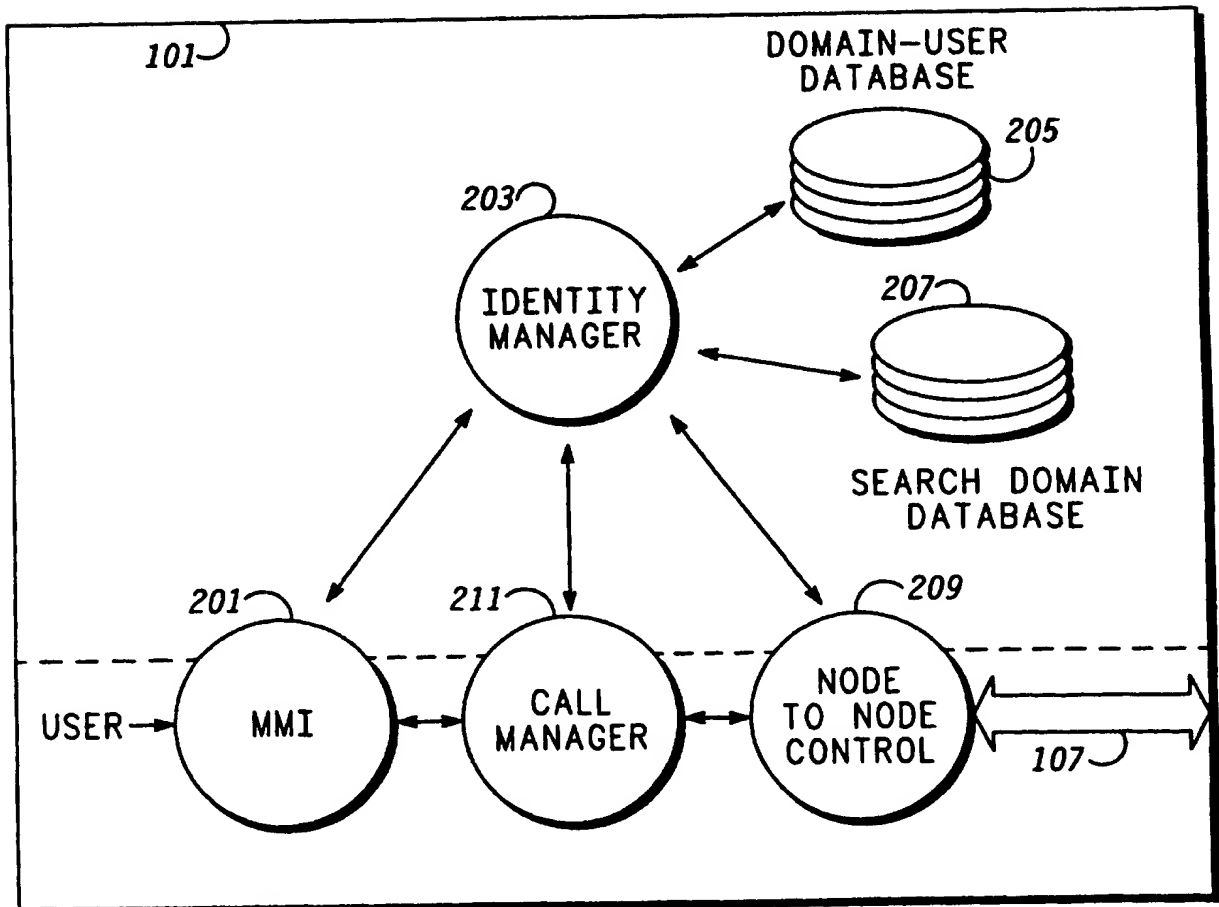 101
DOMAIN-USER
DATABASE
205
203
IDENTITY
MANAGER
207
SEARCH DOMAIN
DATABASE
201
211
209
USER
MMI
CALL
MANAGER
NODE
TO NODE
CONTROL
107